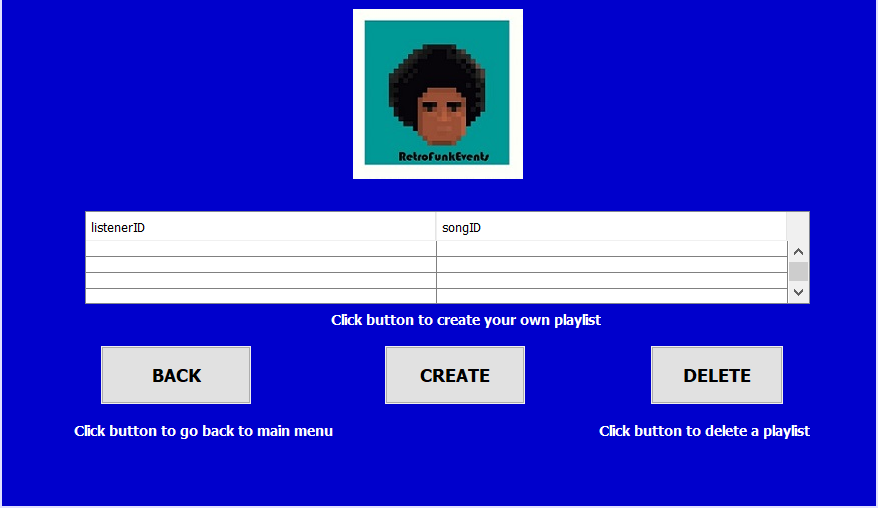 RetroFunkEvents
listenerID songID
Click button to create your own playlist
BACK CREATE DELETE
Click button to go back to main menu Click button to delete a playlist